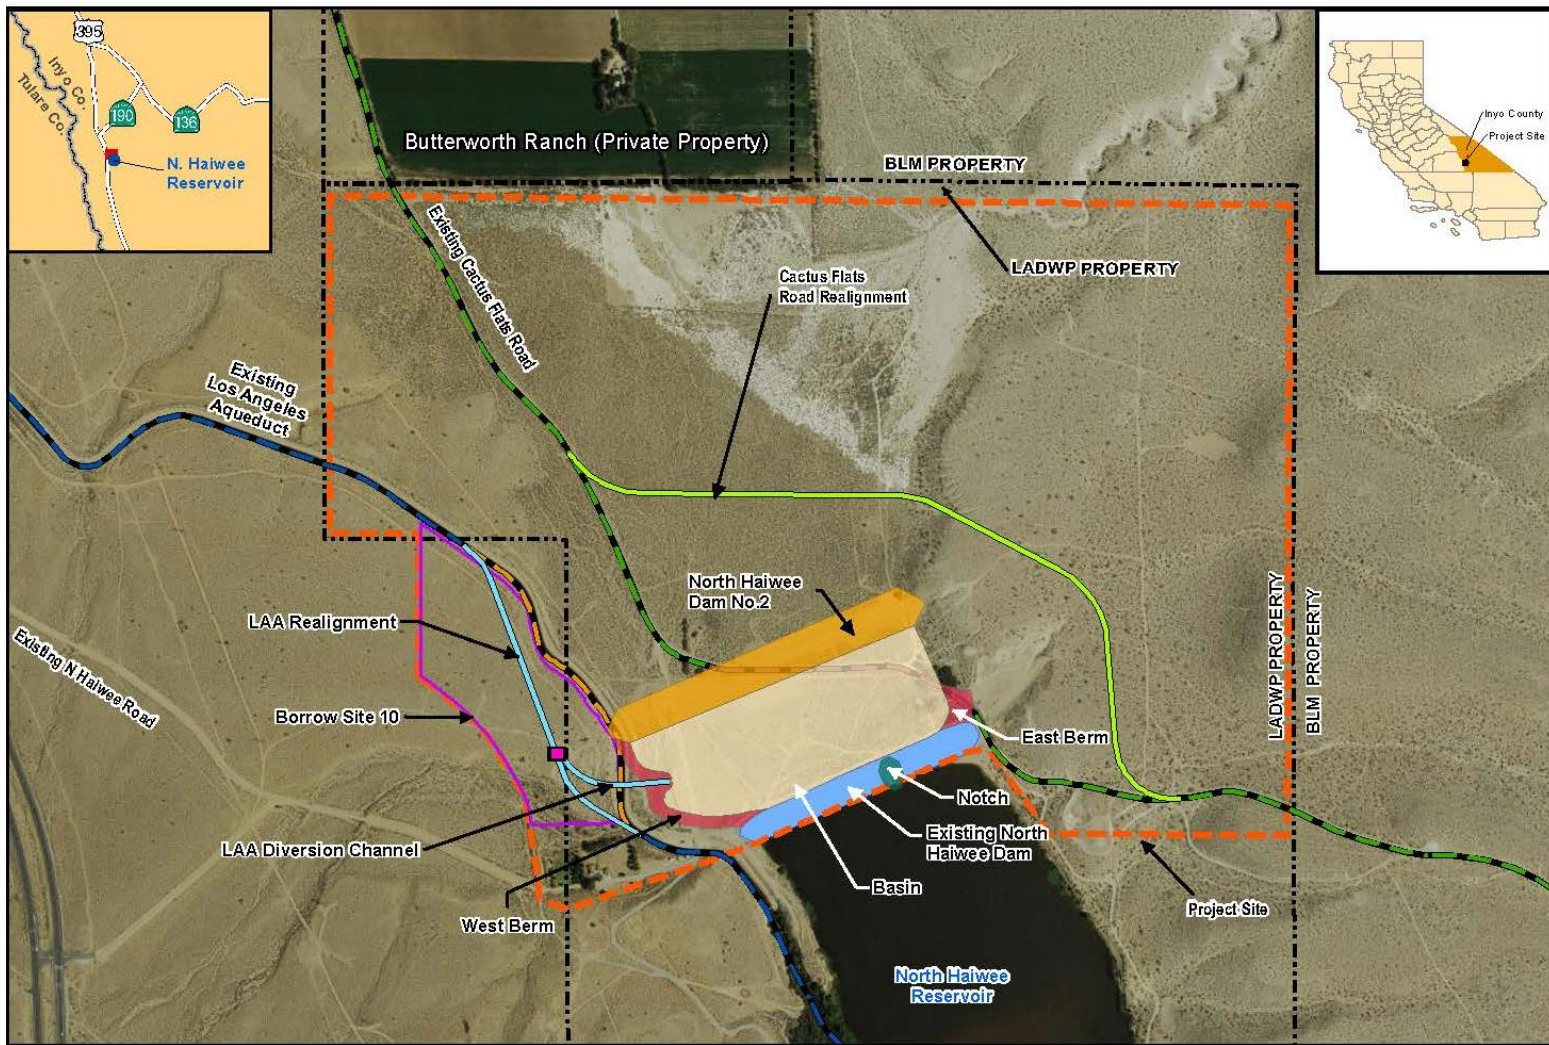 395
Inyo Co.
Tulare Co.
190
136
N. Haiwee
Reservoir
Butterworth Ranch (Private Property)
BLM PROPERTY
LADWP PROPERTY
Inyo County
Project Site
Existing Cactus Flats Road
Cactus Flats
Road Realignment
Existing
Los Angeles
Aqueduct
North Haiwee
Dam No.2
LAA Realignment
Existing N Haiwee Road
Borrow Site 10
LADWP PROPERTY
BLM PROPERTY
East Berm
Notch
LAA Diversion Channel
Existing North
Haiwee Dam
Basin
West Berm
Project Site
North Haiwee
Reservoir